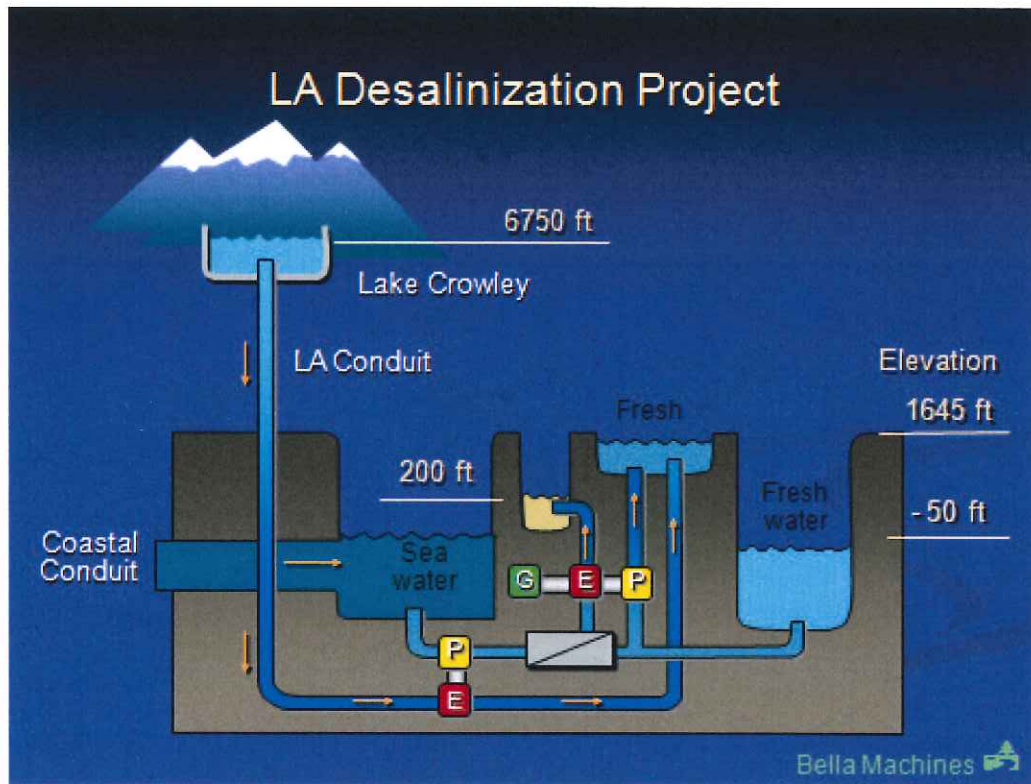 LA Desalinization Project
6750 ft
Lake Crowley
LA Conduit
Elevation
1645 ft
Fresh
200 ft
Fresh
water
- 50 ft
Coastal
Conduit
Sea
water
G E P
P
E
Bella Machines